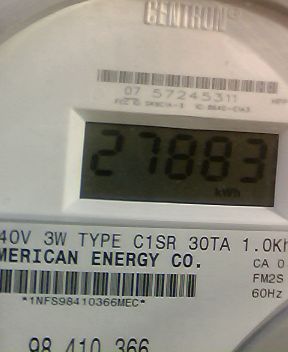 CENTRON®
07 57245311
27883
kWh
40V 3W TYPE C1SR 30TA 1.0Kh
MERICAN ENERGY CO.
CA 0
FM2S
60Hz
*1NFS98410366MEC*
98 410 366